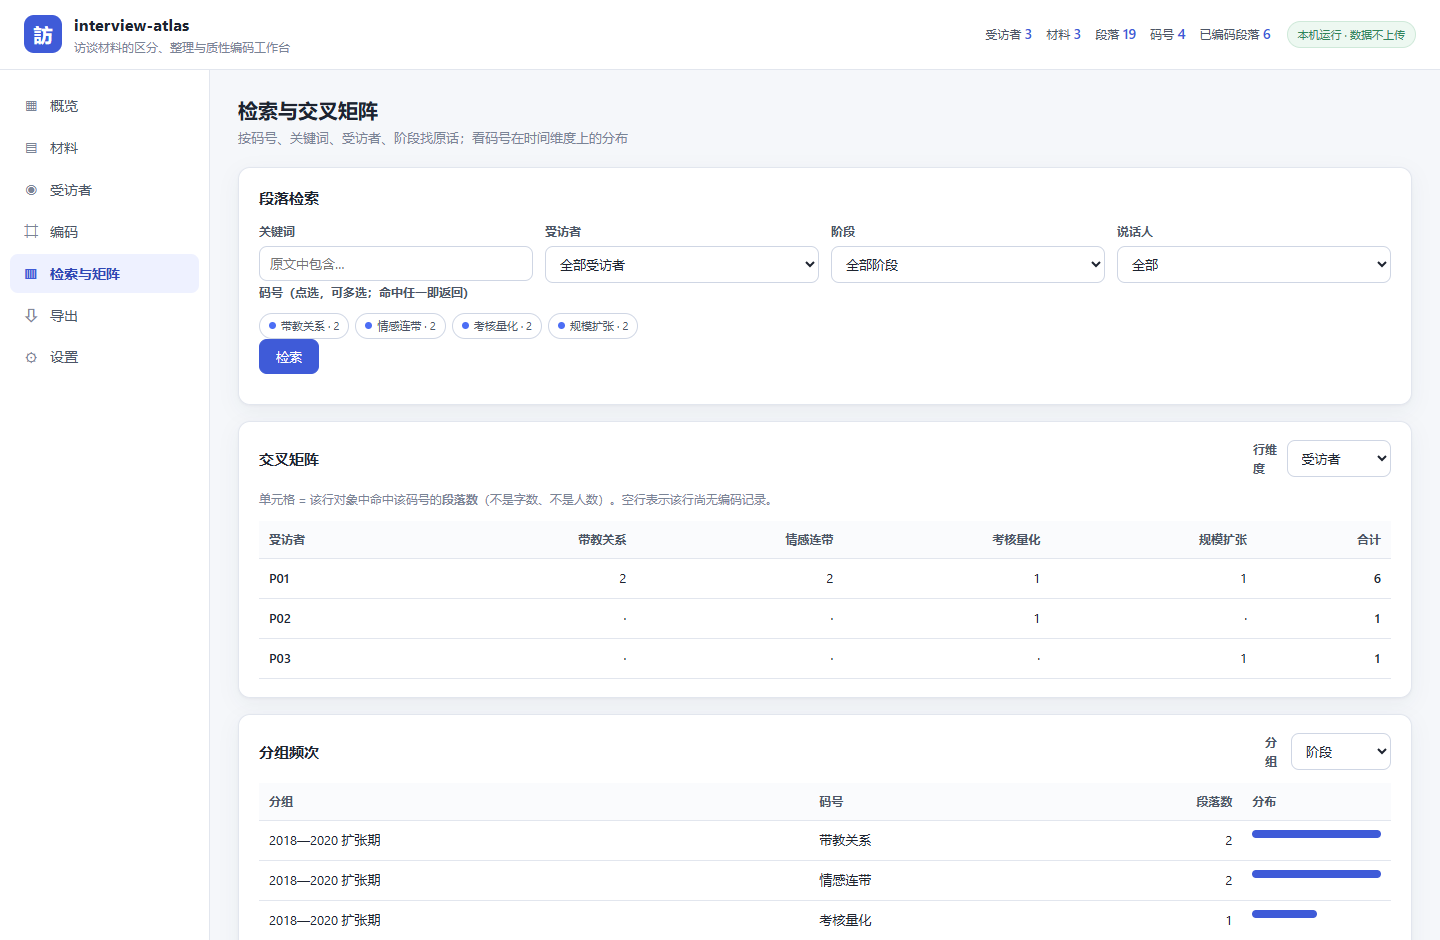 訪
interview-atlas
访谈材料的区分、整理与质性编码工作台
受访者 3 材料 3 段落 19 码号 4 已编码段落 6
本机运行 · 数据不上传
概览
材料
受访者
编码
检索与矩阵
导出
设置
检索与交叉矩阵
按码号、关键词、受访者、阶段找原话；看码号在时间维度上的分布
段落检索
关键词 受访者 阶段 说话人
原文中包含... 全部受访者 全部阶段 全部
码号（点选，可多选；命中任一即返回）
带教关系 · 2 情感连带 · 2 考核量化 · 2 规模扩张 · 2
检索
交叉矩阵
行维度 受访者
单元格 = 该行对象中命中该码号的段落数（不是字数、不是人数）。空行表示该行尚无编码记录。
受访者 带教关系 情感连带 考核量化 规模扩张 合计
P01 2 2 1 1 6
P02 · · 1 · 1
P03 · · · 1 1
分组频次
分组 阶段
分组 码号 段落数 分布
2018—2020 扩张期 带教关系 2
2018—2020 扩张期 情感连带 2
2018—2020 扩张期 考核量化 1